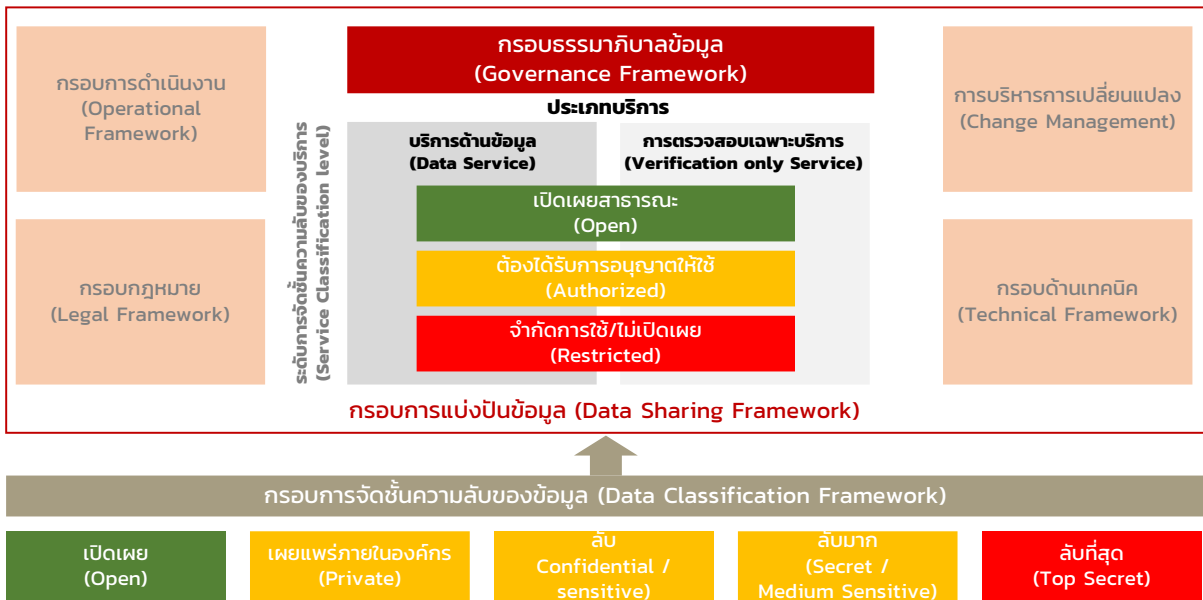 กรอบธรรมาภิบาลข้อมูล
(Governance Framework)
กรอบการดำเนินงาน
(Operational
Framework)
กรอบกฎหมาย
(Legal Framework)
ระดับการจัดชั้นความลับของบริการ
(Service Classification level)
ประเภทบริการ
บริการด้านข้อมูล
(Data Service)
การตรวจสอบเฉพาะบริการ
(Verification only Service)
เปิดเผยสาธารณะ
(Open)
ต้องได้รับการอนุญาตให้ใช้
(Authorized)
จำกัดการใช้/ไม่เปิดเผย
(Restricted)
การบริหารการเปลี่ยนแปลง
(Change Management)
กรอบด้านเทคนิค
(Technical Framework)
กรอบการแบ่งปันข้อมูล (Data Sharing Framework)
กรอบการจัดชั้นความลับของข้อมูล (Data Classification Framework)
เปิดเผย
(Open)
เผยแพร่ภายในองค์กร
(Private)
ลับ
Confidential /
sensitive)
ลับมาก
(Secret /
Medium Sensitive)
ลับที่สุด
(Top Secret)